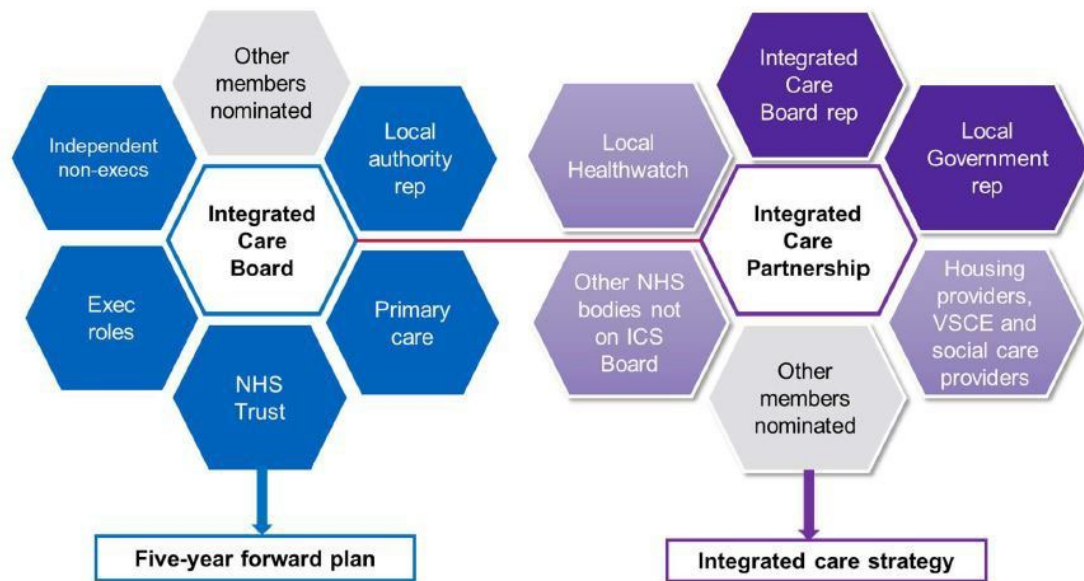 Other
members
nominated
Independent
non-execs
Local
authority
rep
Integrated
Care
Board
Exec
roles
Primary
care
NHS
Trust
Five-year forward plan
Integrated
Care
Board rep
Local
Healthwatch
Local
Government
rep
Integrated
Care
Partnership
Other NHS
bodies not
on ICS
Board
Housing
providers,
VSCE and
social care
providers
Other
members
nominated
Integrated care strategy